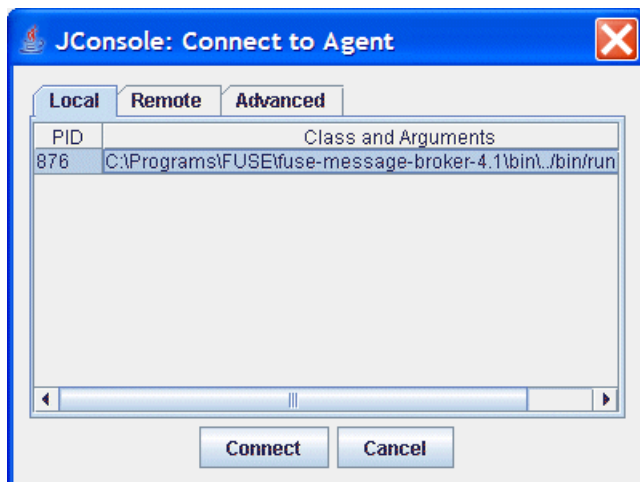 JConsole: Connect to Agent
Local Remote Advanced
PID Class and Arguments
876 C:\Programs\FUSE\fuse-message-broker-4.1\bin\../bin/run
Connect Cancel